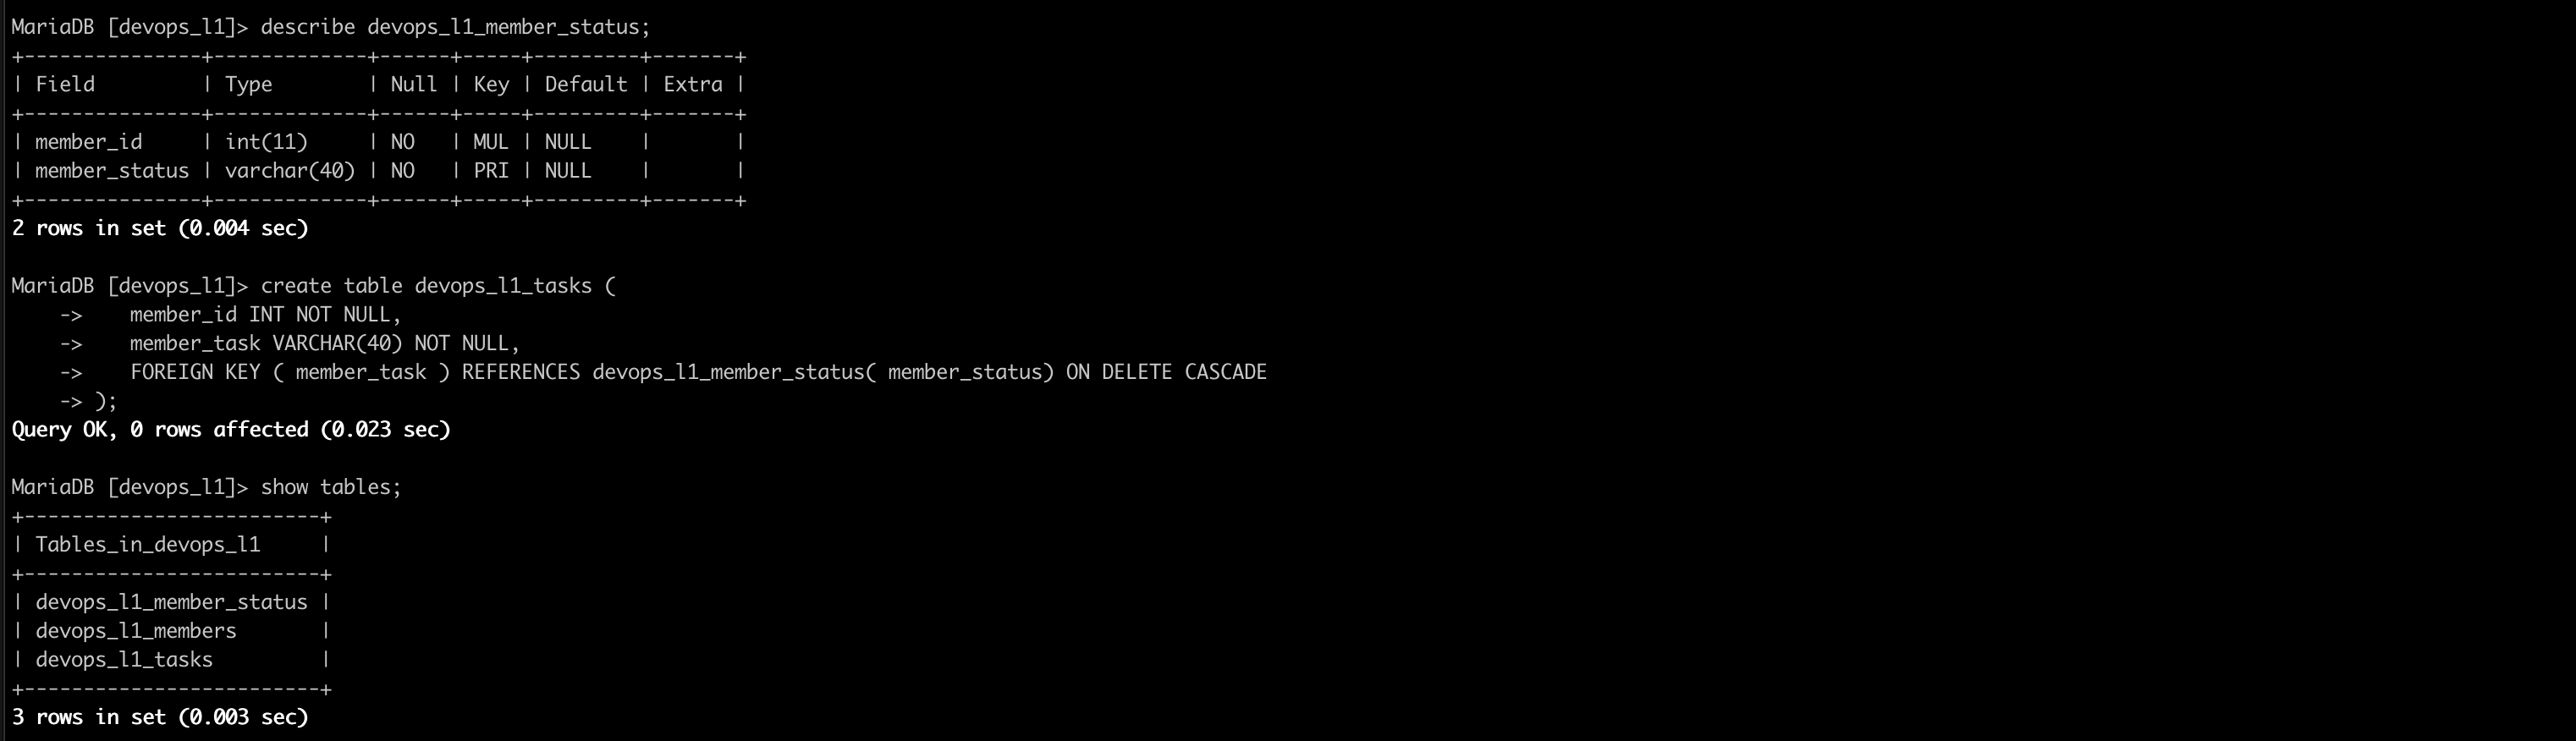 MariaDB [devops_l1]> describe devops_l1_member_status;
+---------------+-------------+------+-----+---------+-------+
| Field         | Type        | Null | Key | Default | Extra |
+---------------+-------------+------+-----+---------+-------+
| member_id     | int(11)     | NO   | MUL | NULL    |       |
| member_status | varchar(40) | NO   | PRI | NULL    |       |
+---------------+-------------+------+-----+---------+-------+
2 rows in set (0.004 sec)

MariaDB [devops_l1]> create table devops_l1_tasks (
    ->    member_id INT NOT NULL,
    ->    member_task VARCHAR(40) NOT NULL,
    ->    FOREIGN KEY ( member_task ) REFERENCES devops_l1_member_status( member_status) ON DELETE CASCADE
    -> );
Query OK, 0 rows affected (0.023 sec)

MariaDB [devops_l1]> show tables;
+-------------------------+
| Tables_in_devops_l1     |
+-------------------------+
| devops_l1_member_status |
| devops_l1_members       |
| devops_l1_tasks         |
+-------------------------+
3 rows in set (0.003 sec)